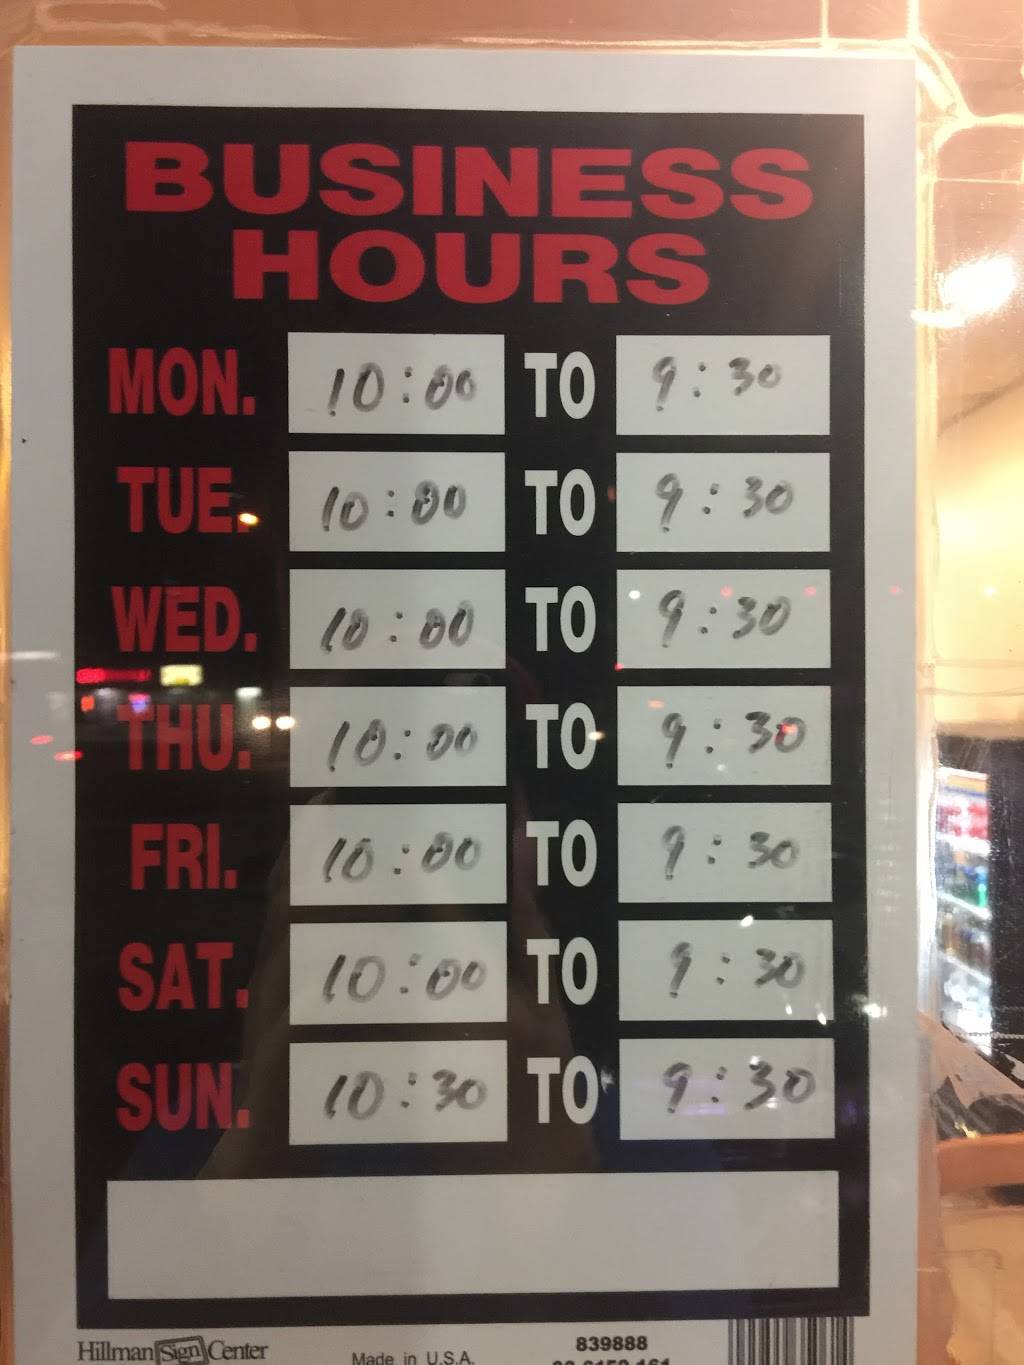 BUSINESS
HOURS
MON. 10:00 TO 9:30
TUE. 10:00 TO 9:30
WED. 10:00 TO 9:30
THU. 10:00 TO 9:30
FRI. 10:00 TO 9:30
SAT. 10:00 TO 9:30
SUN. 10:30 TO 9:30
Hillman Sign Center
839888
Made in U.S.A.